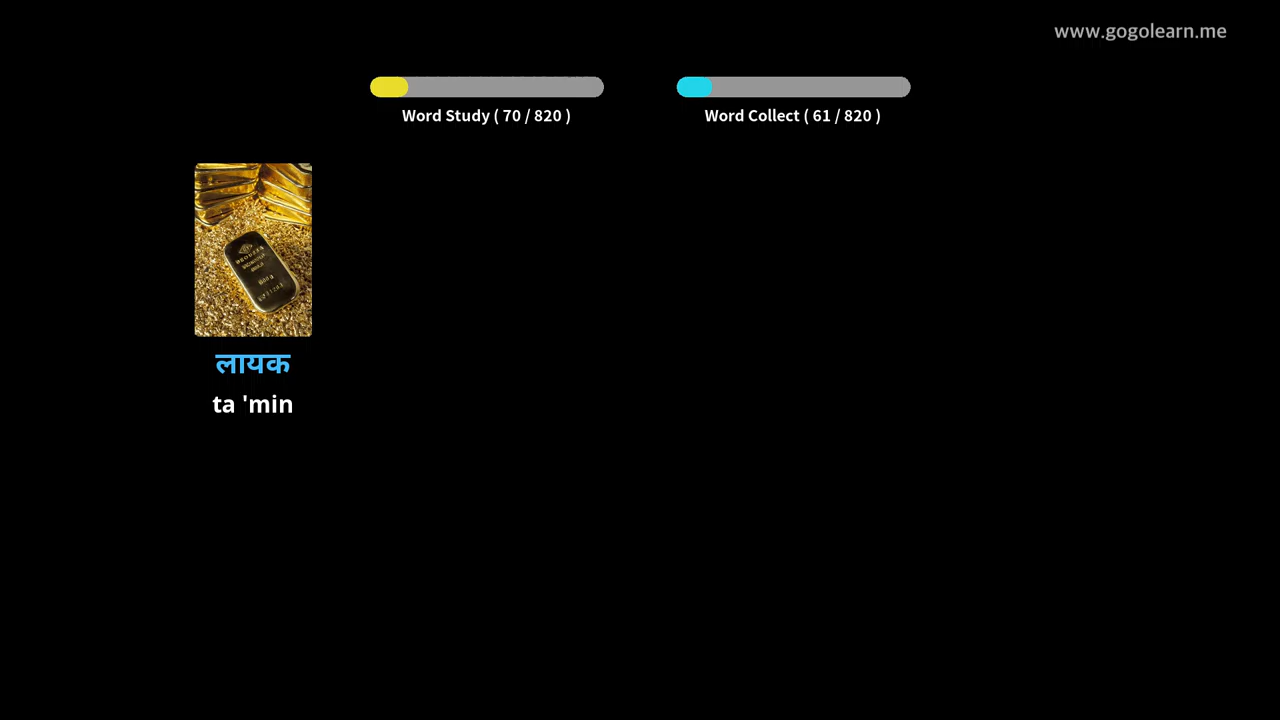 www.gogolearn.me
Word Study ( 70 / 820 )
Word Collect ( 61 / 820 )
लायक
ta 'min